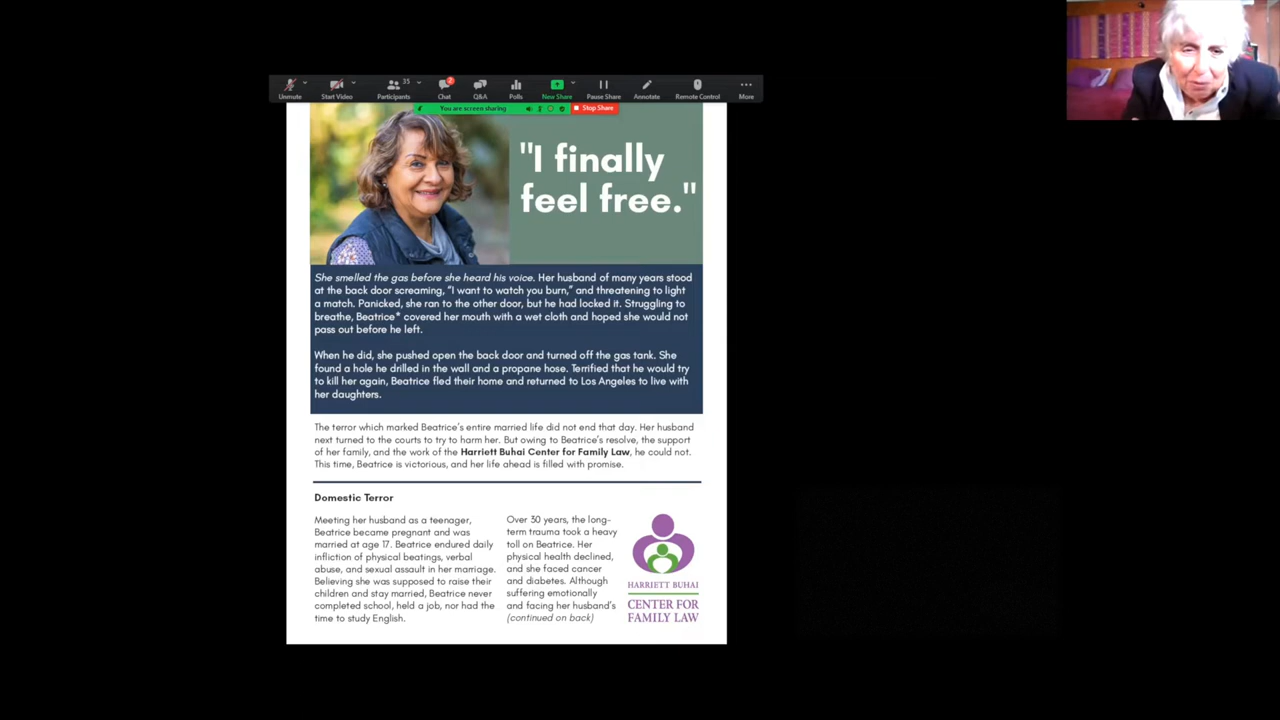 35
2
Unmute
Start Video
Participants
Chat
Q&A
Polls
New Share
Pause Share
Annotate
Remote Control
More
You are screen sharing
Stop Share
"I finally
feel free."
She smelled the gas before she heard his voice. Her husband of many years stood
at the back door screaming, “I want to watch you burn,” and threatening to light
a match. Panicked, she ran to the other door, but he had locked it. Struggling to
breathe, Beatrice* covered her mouth with a wet cloth and hoped she would not
pass out before he left.
When he did, she pushed open the back door and turned off the gas tank. She
found a hole he drilled in the wall and a propane hose. Terrified that he would try
to kill her again, Beatrice fled their home and returned to Los Angeles to live with
her daughters.
The terror which marked Beatrice’s entire married life did not end that day. Her husband
next turned to the courts to try to harm her. But owing to Beatrice’s resolve, the support
of her family, and the work of the Harriett Buhai Center for Family Law, he could not.
This time, Beatrice is victorious, and her life ahead is filled with promise.
Domestic Terror
Meeting her husband as a teenager,
Beatrice became pregnant and was
married at age 17. Beatrice endured daily
infliction of physical beatings, verbal
abuse, and sexual assault in her marriage.
Believing she was supposed to raise their
children and stay married, Beatrice never
completed school, held a job, nor had the
time to study English.
Over 30 years, the long-
term trauma took a heavy
toll on Beatrice. Her
physical health declined,
and she faced cancer
and diabetes. Although
suffering emotionally
and facing her husband’s
(continued on back)
HARRIETT BUHAI
CENTER FOR
FAMILY LAW